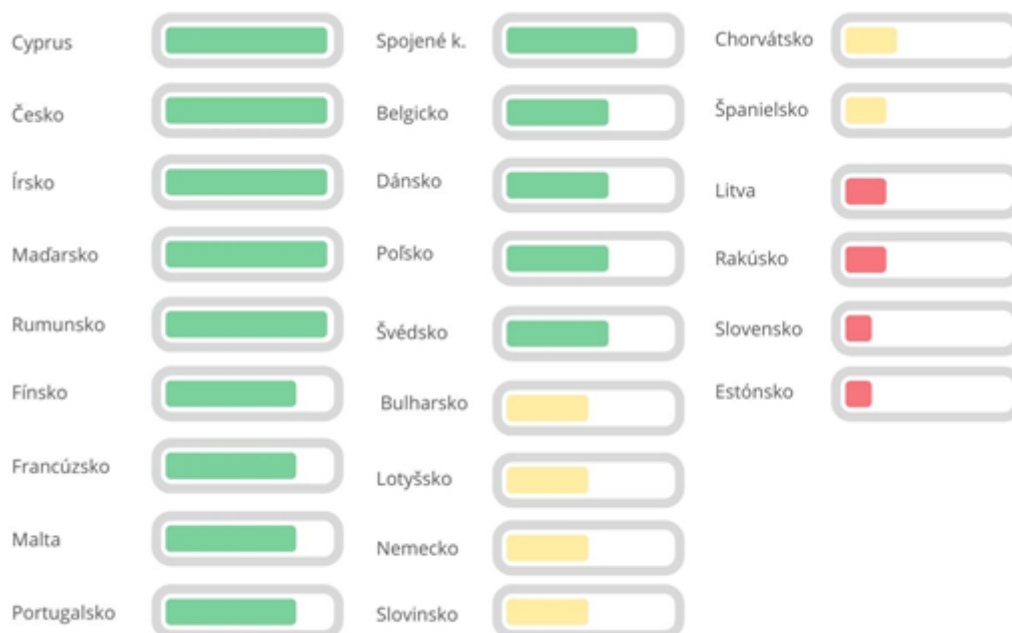 Cyprus
Česko
Írsko
Maďarsko
Rumunsko
Fínsko
Francúzsko
Malta
Portugalsko
Spojené k.
Belgicko
Dánsko
Poľsko
Švédsko
Bulharsko
Lotyšsko
Nemecko
Slovinsko
Chorvátsko
Španielsko
Litva
Rakúsko
Slovensko
Estónsko